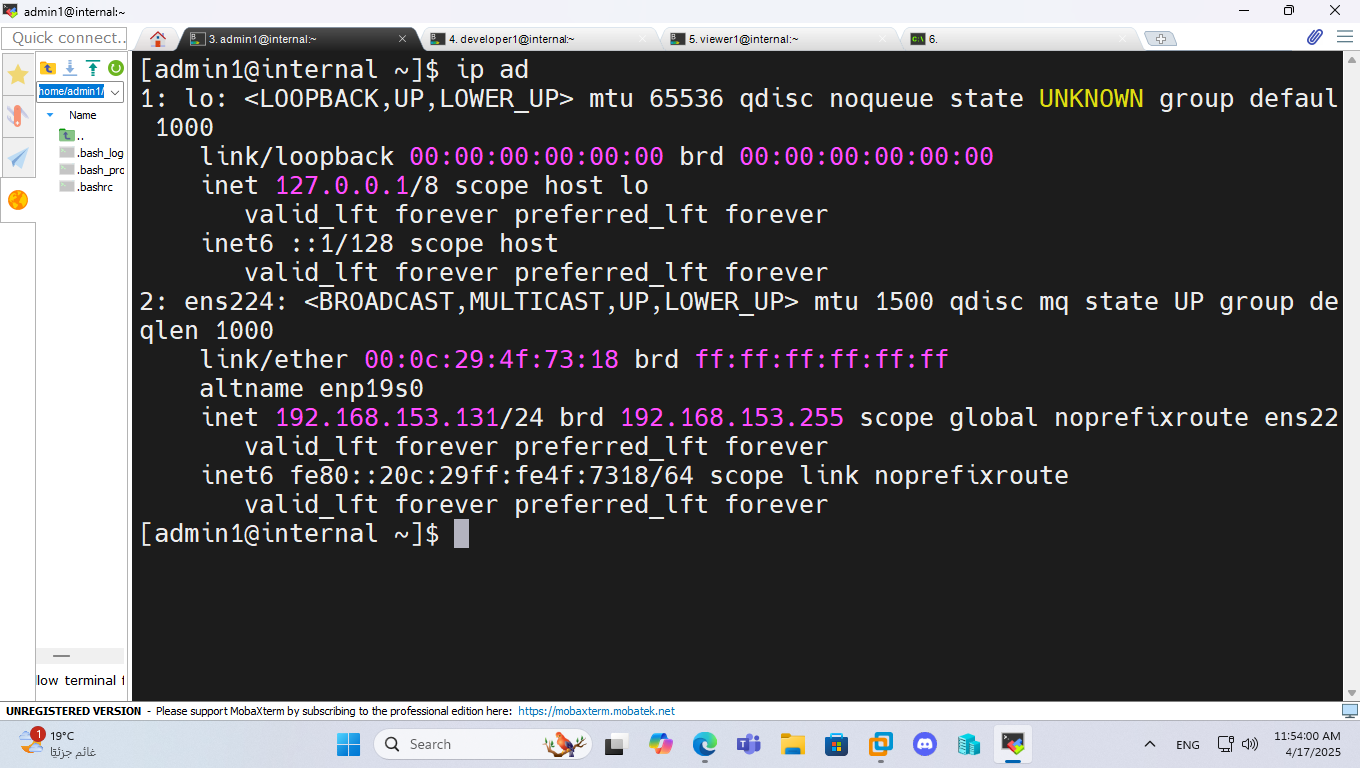 admin1@internal:~
Quick connect..
3. admin1@internal:~
4. developer1@internal:~
5. viewer1@internal:~
6.
home/admin1/
Name
..
.bash_log
.bash_pro
.bashrc
[admin1@internal ~]$ ip ad
1: lo: <LOOPBACK,UP,LOWER_UP> mtu 65536 qdisc noqueue state UNKNOWN group defaul
1000
link/loopback 00:00:00:00:00:00 brd 00:00:00:00:00:00
inet 127.0.0.1/8 scope host lo
valid_lft forever preferred_lft forever
inet6 ::1/128 scope host
valid_lft forever preferred_lft forever
2: ens224: <BROADCAST,MULTICAST,UP,LOWER_UP> mtu 1500 qdisc mq state UP group de
qlen 1000
link/ether 00:0c:29:4f:73:18 brd ff:ff:ff:ff:ff:ff
altname enp19s0
inet 192.168.153.131/24 brd 192.168.153.255 scope global noprefixroute ens22
valid_lft forever preferred_lft forever
inet6 fe80::20c:29ff:fe4f:7318/64 scope link noprefixroute
valid_lft forever preferred_lft forever
[admin1@internal ~]$
llow terminal f
UNREGISTERED VERSION - Please support MobaXterm by subscribing to the professional edition here: https://mobaxterm.mobatek.net
1
19°C
غائم جزئيًا
Search
ENG
11:54:00 AM
4/17/2025